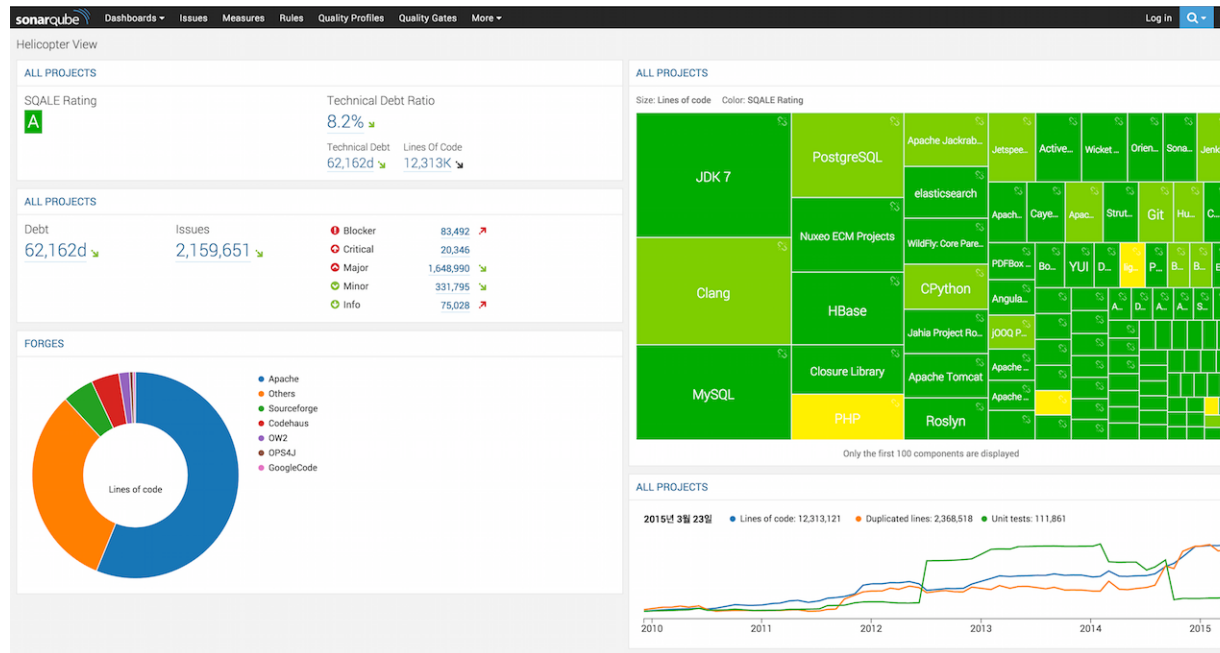 sonarqube Dashboards Issues Measures Rules Quality Profiles Quality Gates More Log in
Helicopter View
ALL PROJECTS
SQALE Rating
A
Technical Debt Ratio
8.2%
Technical Debt Lines Of Code
62,162d 12,313K
ALL PROJECTS
Debt
62,162d
Issues
2,159,651
Blocker 83,492
Critical 20,346
Major 1,648,990
Minor 331,795
Info 75,028
FORGES
Lines of code
Apache
Others
Sourceforge
Codehaus
OW2
OPS4J
GoogleCode
ALL PROJECTS
Size: Lines of code Color: SQALE Rating
JDK 7
Clang
MySQL
PostgreSQL
Nuxeo ECM Projects
HBase
Closure Library
PHP
Apache Jackrab...
elasticsearch
WildFly: Core Pare...
CPython
Jahia Project Ro...
Apache Tomcat
Roslyn
Jetspee...
Active...
Wicket ...
Orien...
Sona...
Jenk
Apach...
Caye...
Apac...
Strut...
Git
Hu...
C...
PDFBox ...
Bo...
YUI
D...
P...
B...
B...
Angula...
A...
D...
A...
A...
S...
jOOQ P...
Apache ...
Apache ...
Only the first 100 components are displayed
ALL PROJECTS
2015년 3월 23일 Lines of code: 12,313,121 Duplicated lines: 2,368,518 Unit tests: 111,861
2010 2011 2012 2013 2014 2015